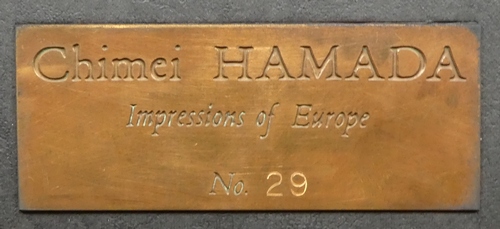 Chimei HAMADA
Impressions of Europe
No. 29